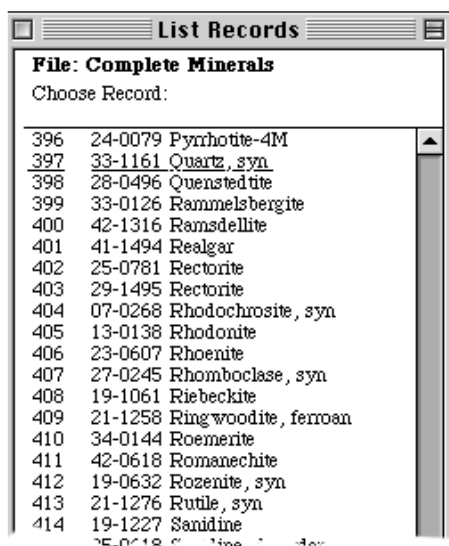 List Records
File: Complete Minerals
Choose Record:
396 24-0079 Pyrrhotite-4M
397 33-1161 Quartz, syn
398 28-0496 Quenstedtite
399 33-0126 Rammelsbergite
400 42-1316 Ramsdellite
401 41-1494 Realgar
402 25-0781 Rectorite
403 29-1495 Rectorite
404 07-0268 Rhodochrosite, syn
405 13-0138 Rhodonite
406 23-0607 Rhoenite
407 27-0245 Rhomboclase, syn
408 19-1061 Riebeckite
409 21-1258 Ringwoodite, ferroan
410 34-0144 Roemerite
411 42-0618 Romanechite
412 19-0632 Rozenite, syn
413 21-1276 Rutile, syn
414 19-1227 Sanidine